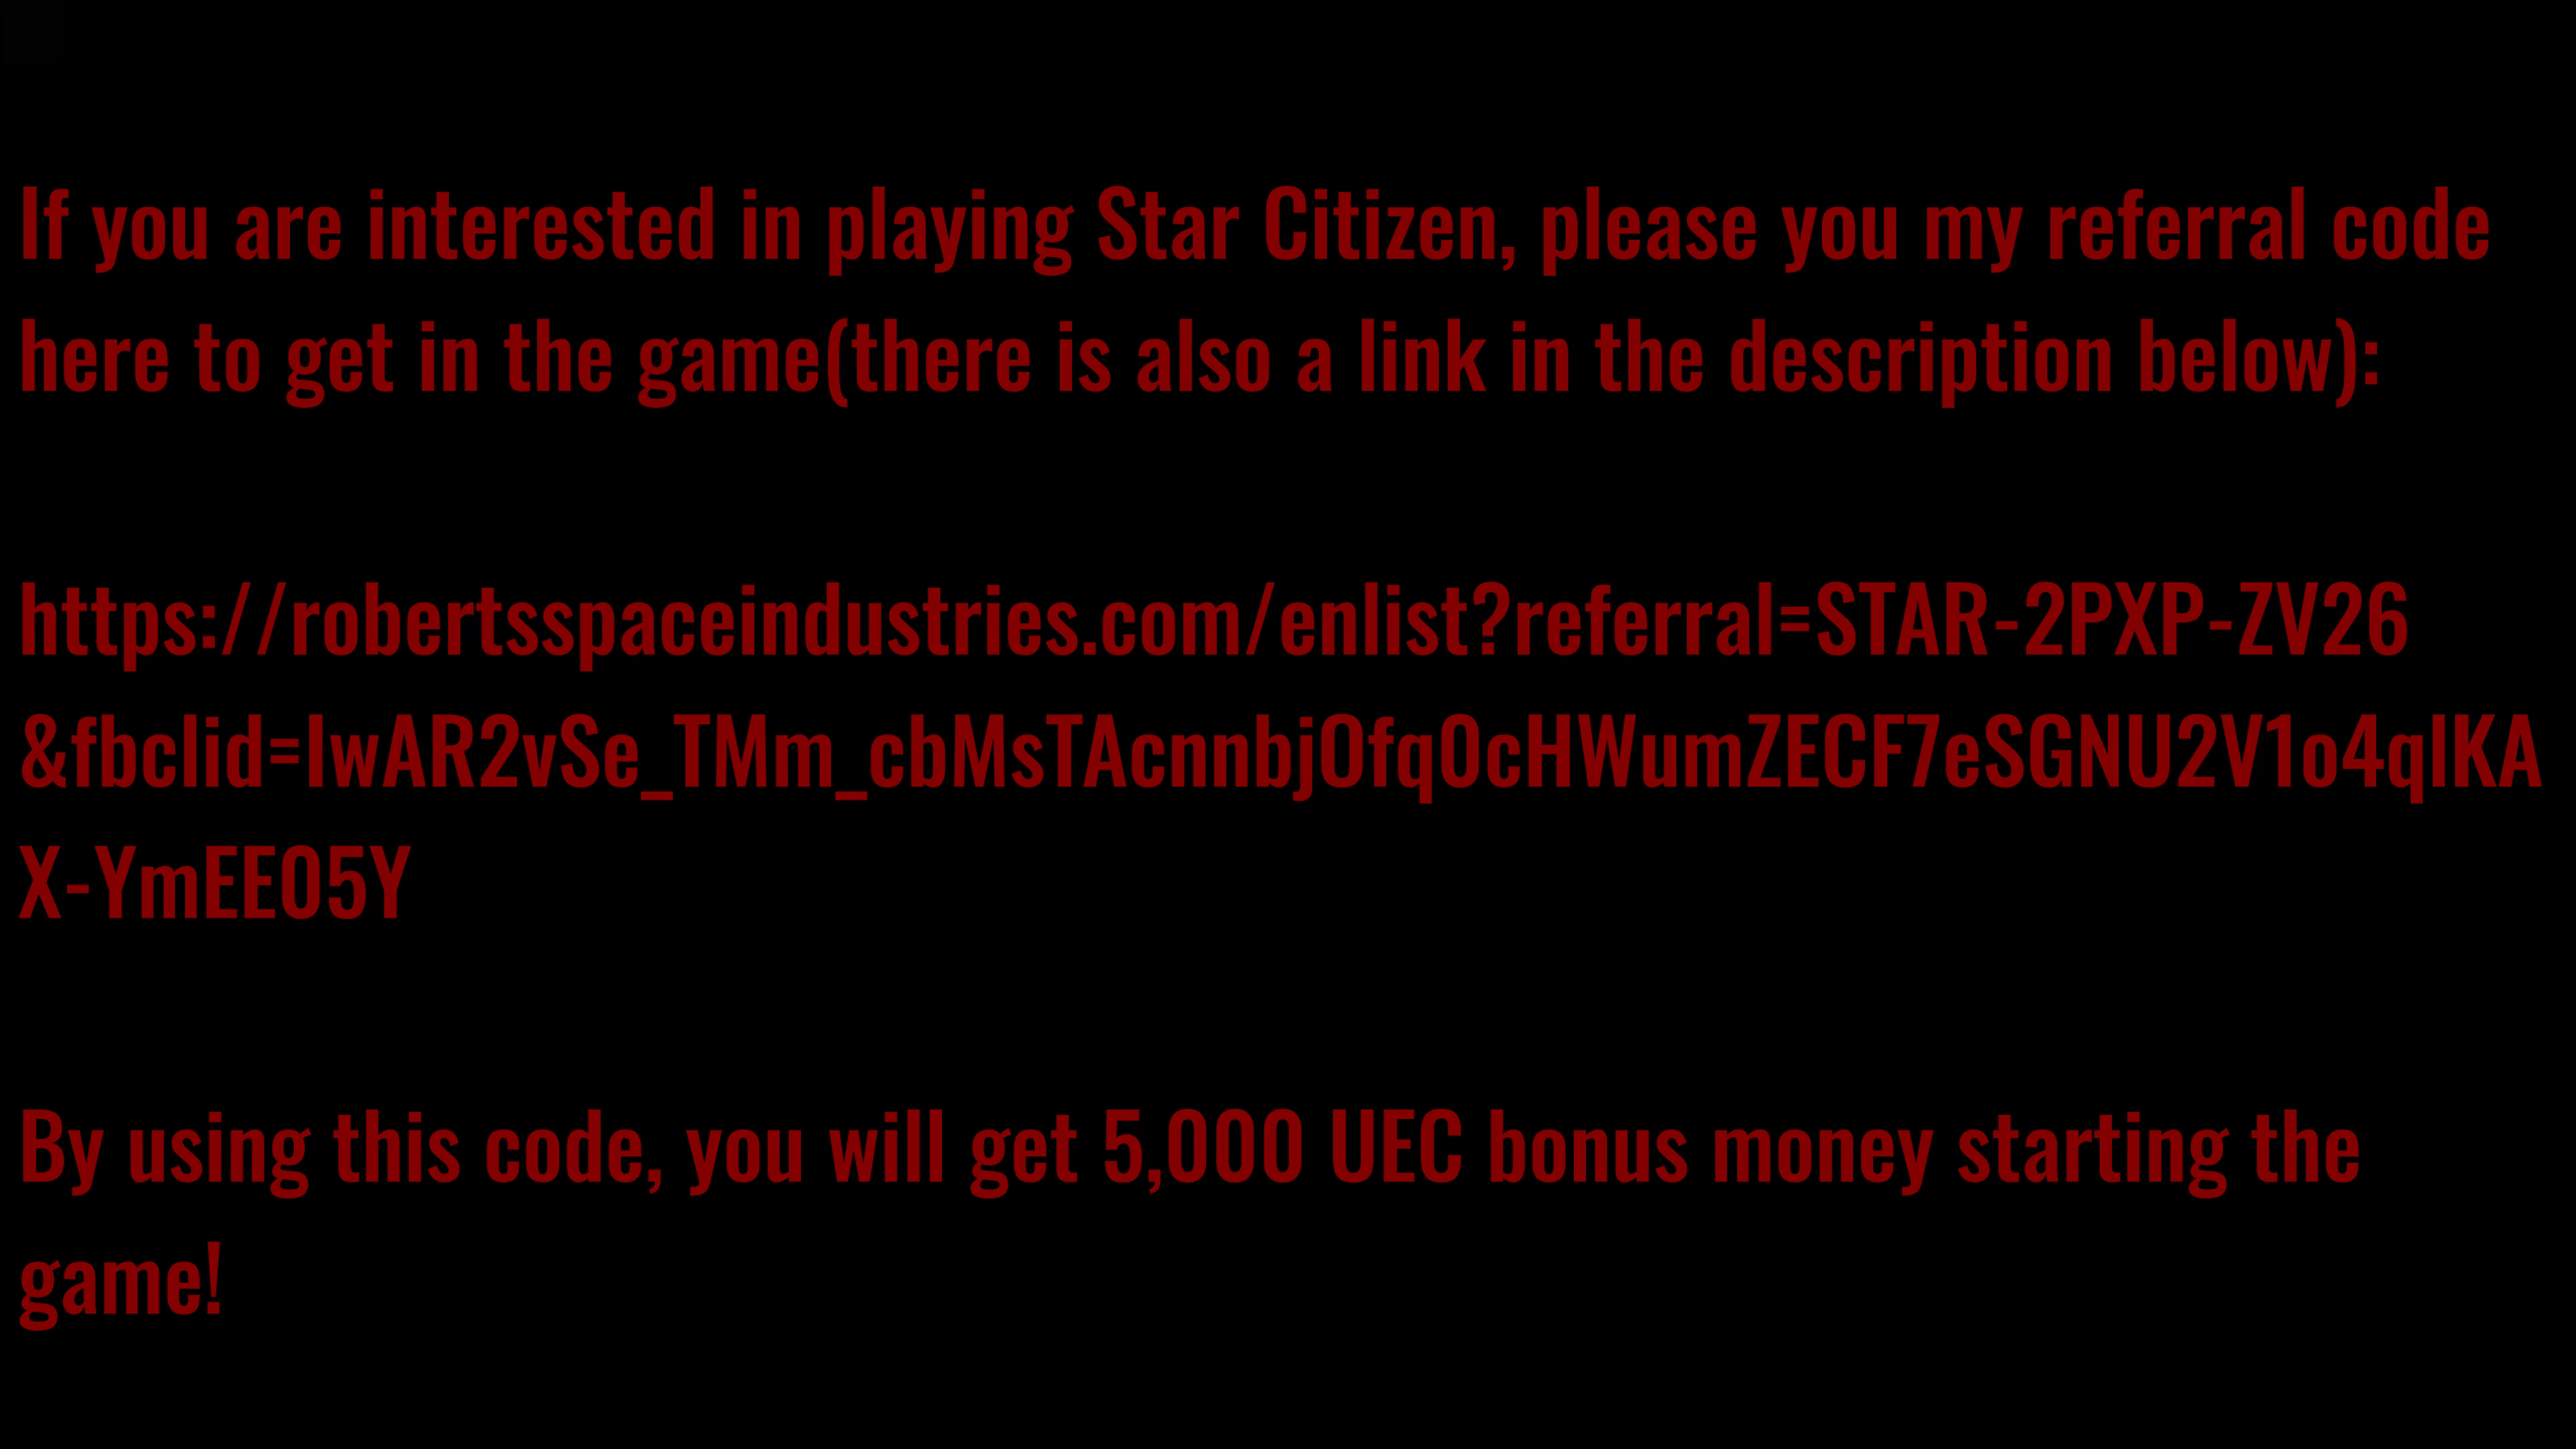 If you are interested in playing Star Citizen, please you my referral code
here to get in the game(there is also a link in the description below):
https://robertsspaceindustries.com/enlist?referral=STAR-2PXP-ZV26
&fbclid=IwAR2vSe_TMm_cbMsTAcnnbjOfq0cHWumZECF7eSGNU2V1o4qIKA
X-YmEE05Y
By using this code, you will get 5,000 UEC bonus money starting the
game!